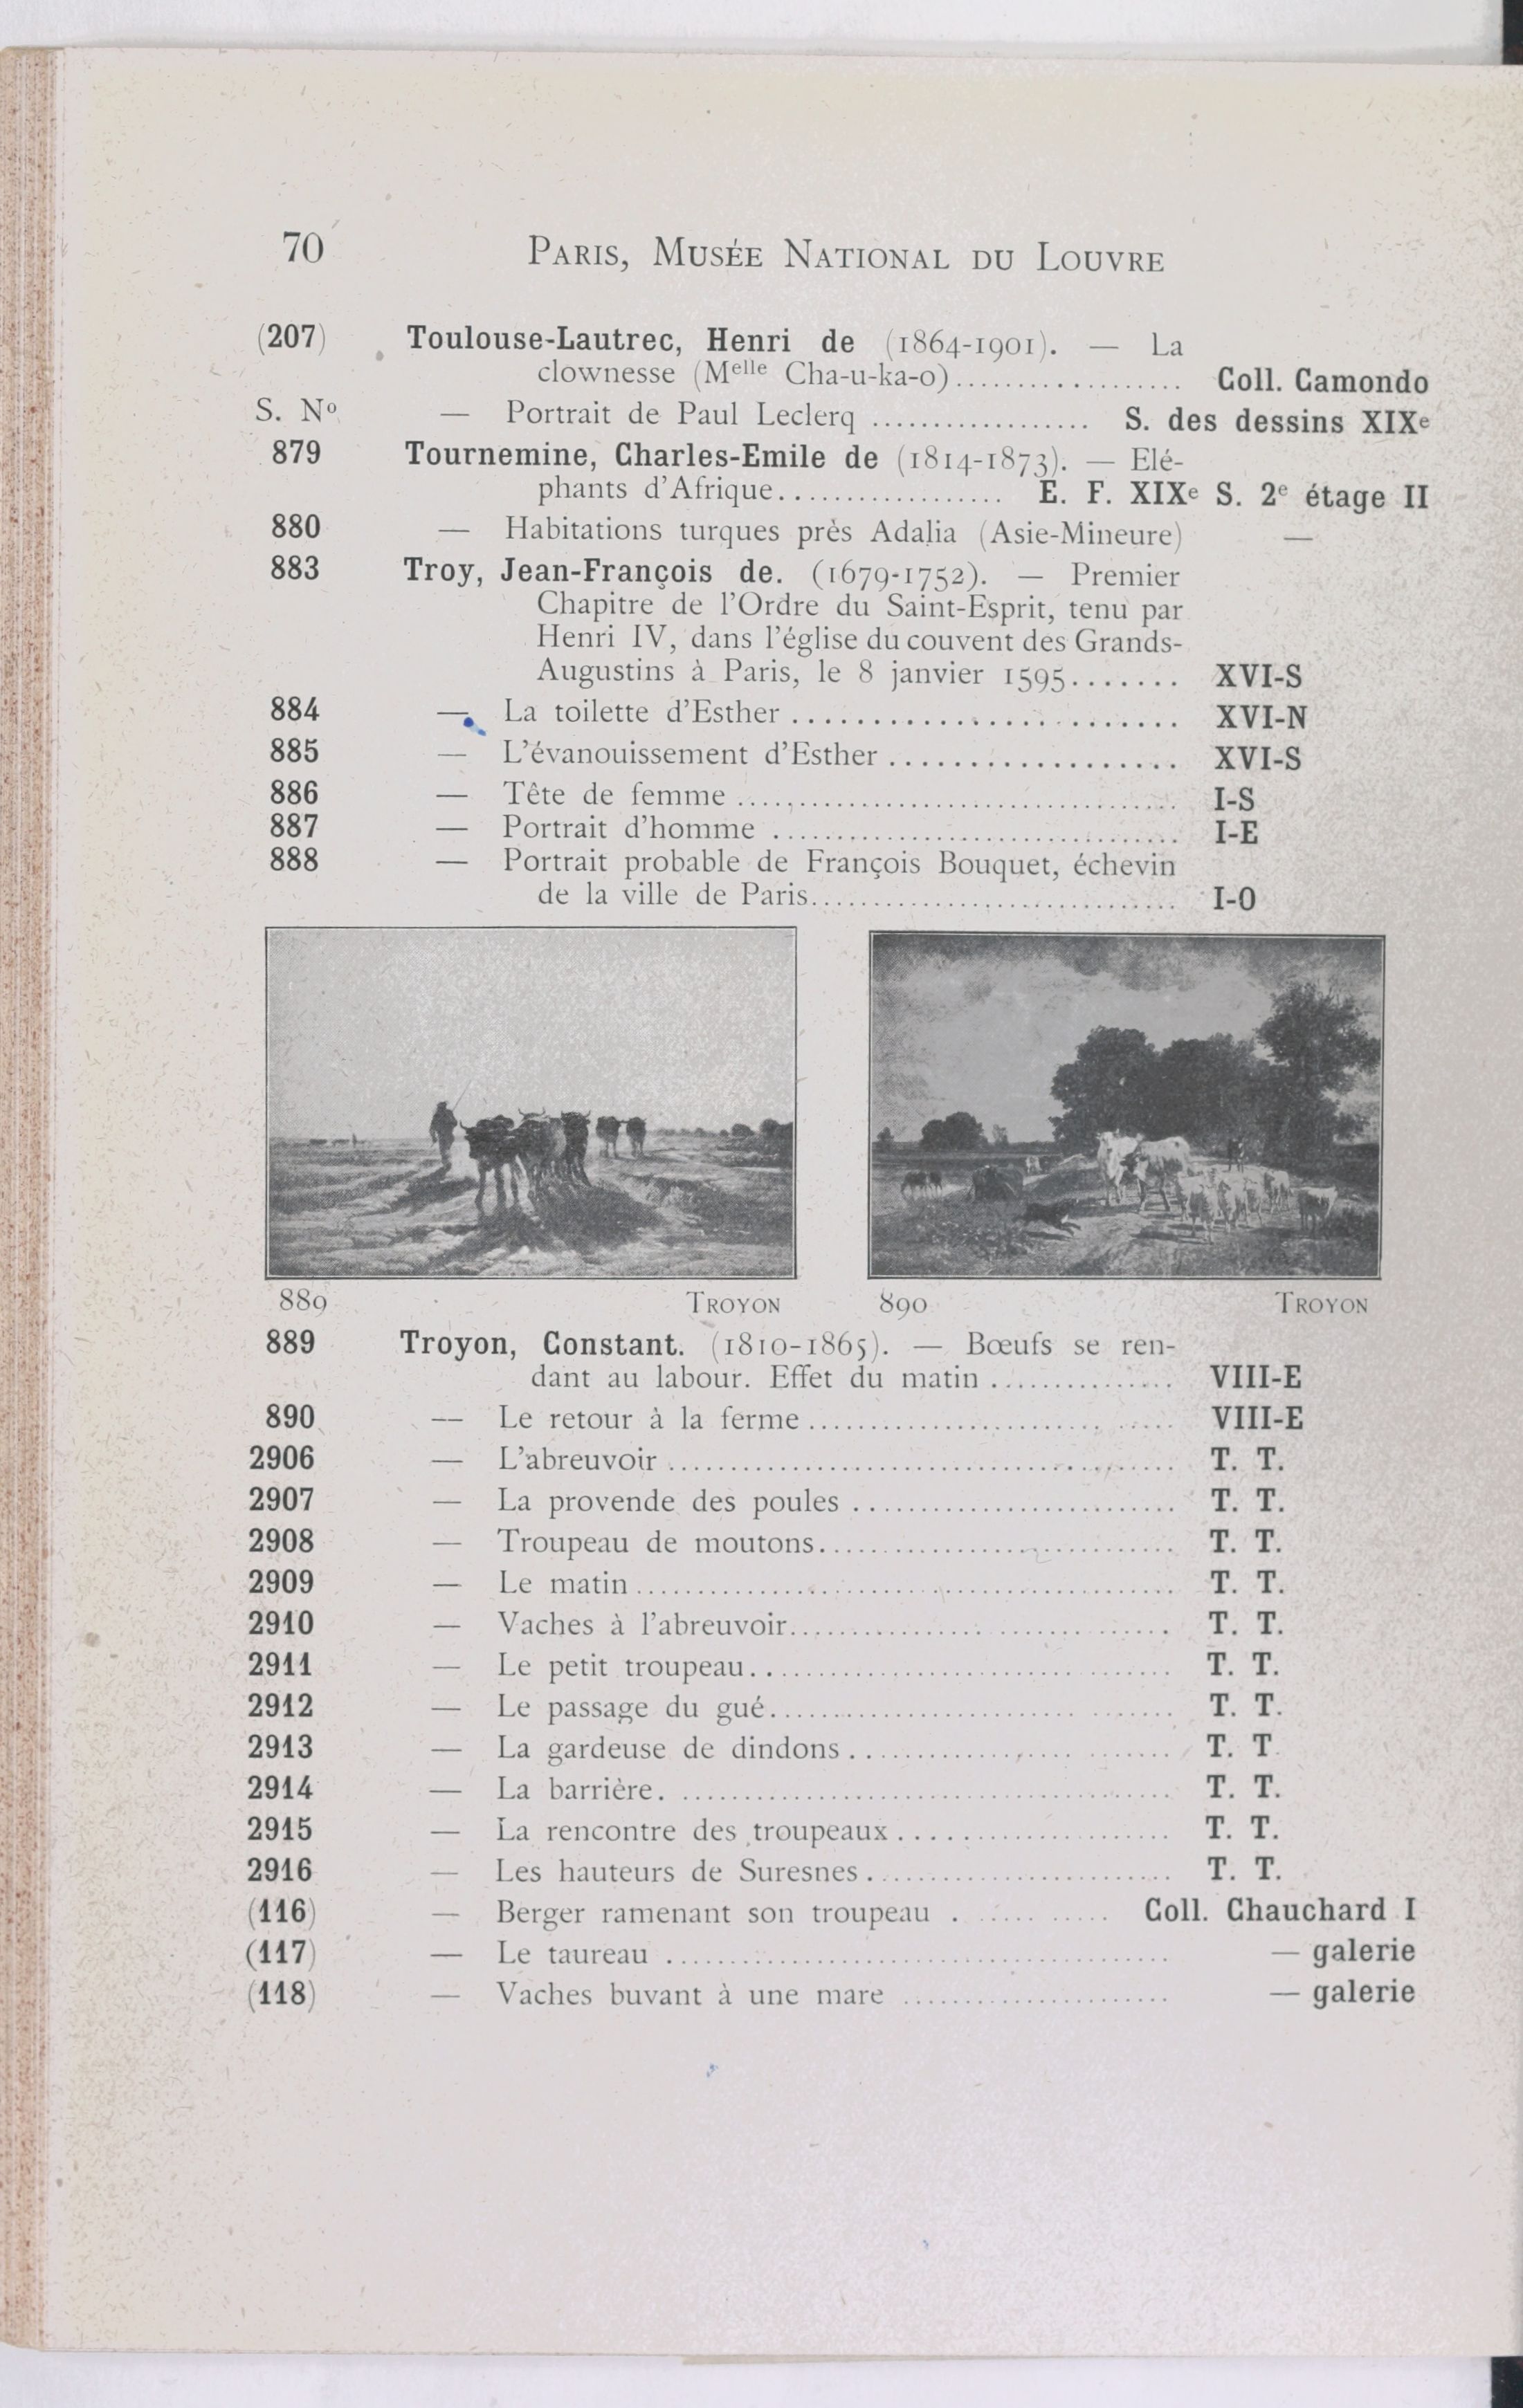 70 PARIS, MUSÉE NATIONAL DU LOUVRE
(207) Toulouse-Lautrec, Henri de (1864-1901). — La
clownesse (Melle Cha-u-ka-o)................... Coll. Camondo
S. No — Portrait de Paul Leclerq .................. S. des dessins XIXe
879 Tournemine, Charles-Emile de (1814-1873). — Elé-
phants d'Afrique................... E. F. XIXe S. 2e étage II
880 — Habitations turques près Adalia (Asie-Mineure) —
883 Troy, Jean-François de. (1679-1752). — Premier
Chapitre de l'Ordre du Saint-Esprit, tenu par
Henri IV, dans l'église du couvent des Grands-
Augustins à Paris, le 8 janvier 1595....... XVI-S
884 — La toilette d'Esther ......................... XVI-N
885 — L'évanouissement d'Esther ................... XVI-S
886 — Tête de femme ................................... I-S
887 — Portrait d'homme ................................ I-E
888 — Portrait probable de François Bouquet, échevin
de la ville de Paris............................... I-O
889 TROYON 890 TROYON
889 Troyon, Constant. (1810-1865). — Bœufs se ren-
dant au labour. Effet du matin ............... VIII-E
890 — Le retour à la ferme .............................. VIII-E
2906 — L'abreuvoir .......................................... T. T.
2907 — La provende des poules .......................... T. T.
2908 — Troupeau de moutons............................. T. T.
2909 — Le matin ............................................ T. T.
2910 — Vaches à l'abreuvoir............................... T. T.
2911 — Le petit troupeau................................... T. T.
2912 — Le passage du gué................................. T. T.
2913 — La gardeuse de dindons .......................... T. T
2914 — La barrière. ......................................... T. T.
2915 — La rencontre des troupeaux ...................... T. T.
2916 — Les hauteurs de Suresnes ......................... T. T.
(116) — Berger ramenant son troupeau . ........... Coll. Chauchard I
(117) — Le taureau .......................................... — galerie
(118) — Vaches buvant à une mare ....................... — galerie